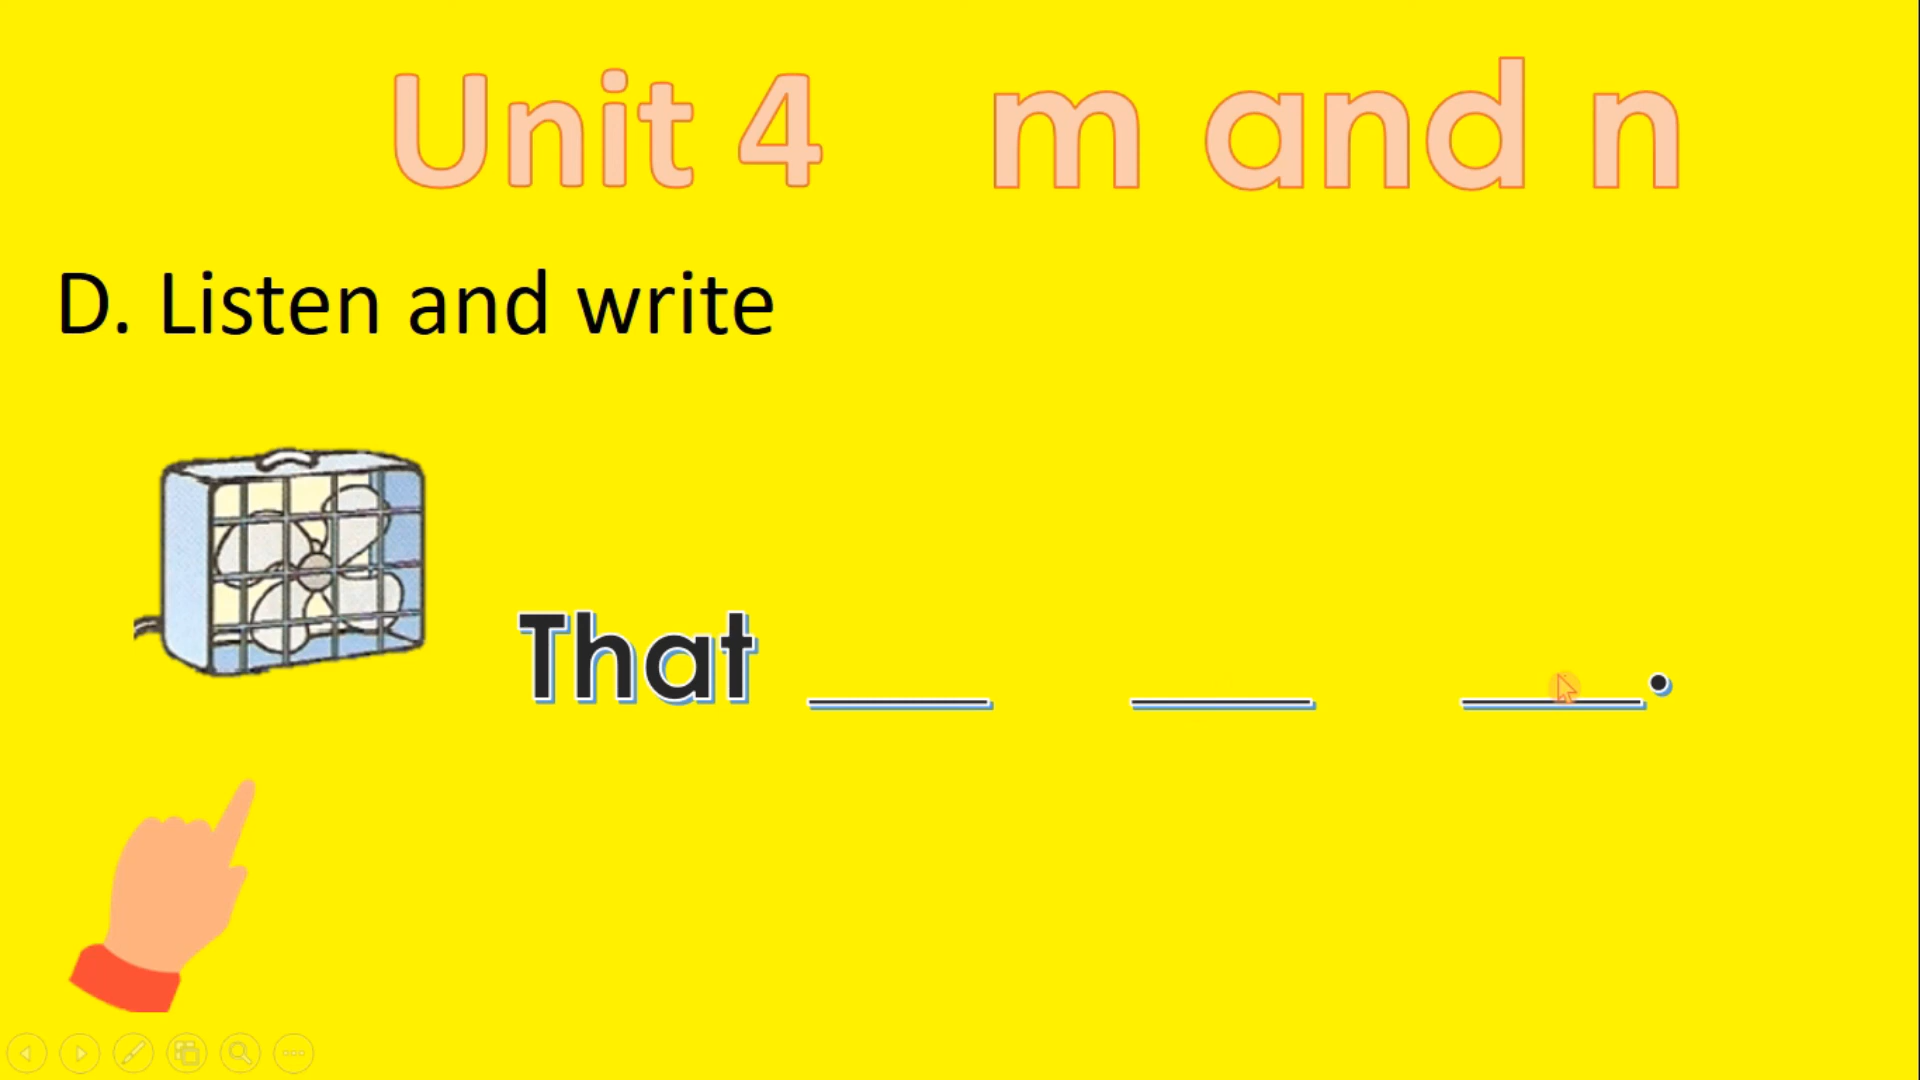 Unit 4 m and n
D. Listen and write
That ___ ___ ___.